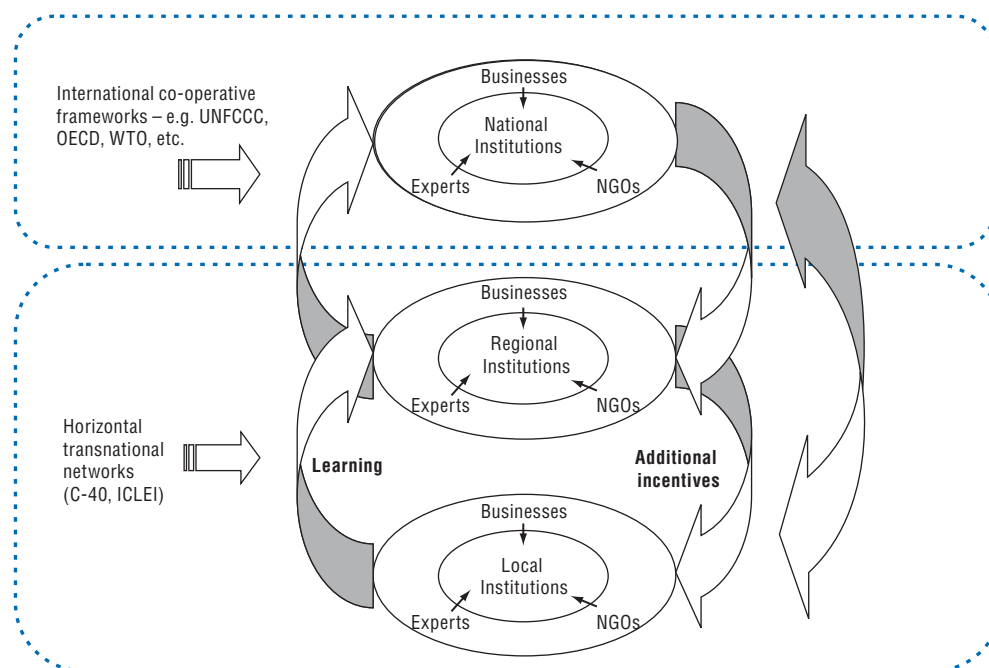 International co-operative
frameworks – e.g. UNFCCC,
OECD, WTO, etc.
Businesses
National
Institutions
Experts
NGOs
Businesses
Regional
Institutions
Experts
NGOs
Horizontal
transnational
networks
(C-40, ICLEI)
Learning
Additional
incentives
Businesses
Local
Institutions
Experts
NGOs